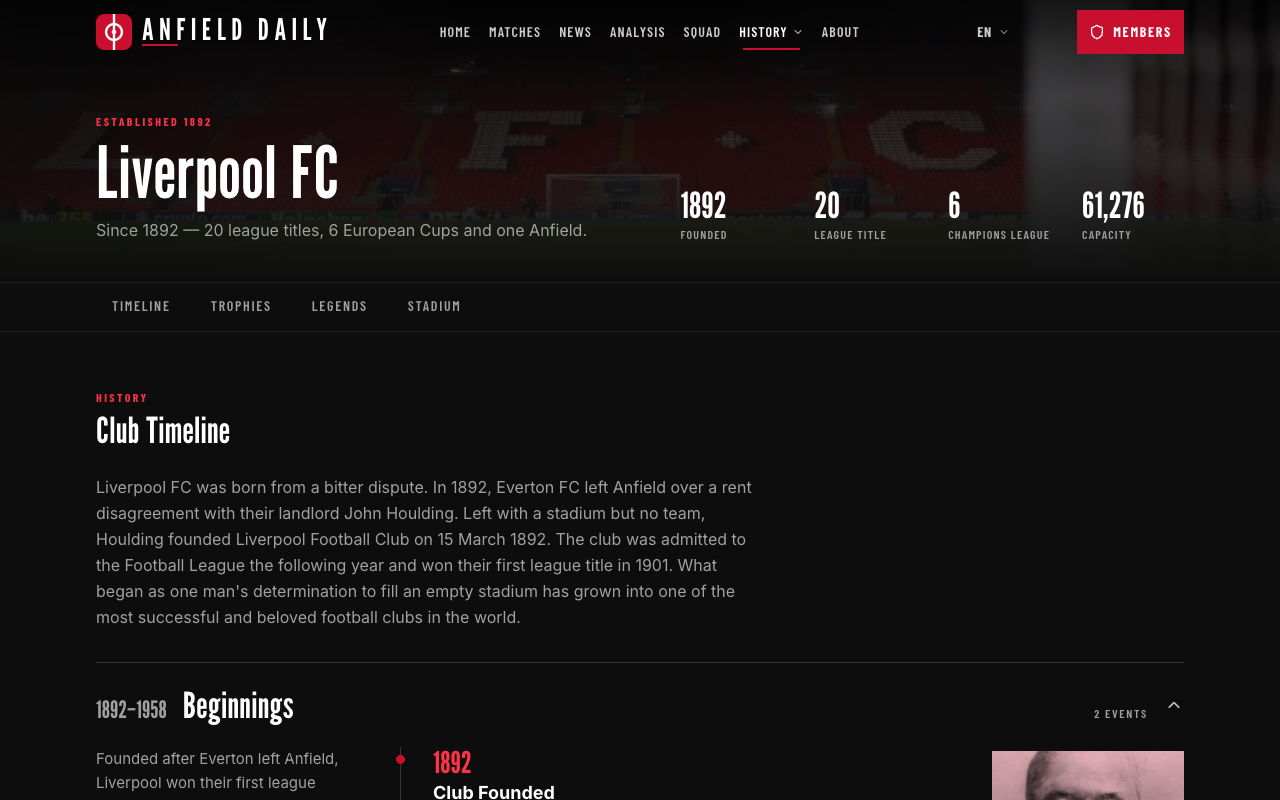 ANFIELD DAILY
HOME MATCHES NEWS ANALYSIS SQUAD HISTORY ABOUT
EN
MEMBERS
ESTABLISHED 1892
Liverpool FC
Since 1892 — 20 league titles, 6 European Cups and one Anfield.
1892
FOUNDED
20
LEAGUE TITLE
6
CHAMPIONS LEAGUE
61,276
CAPACITY
L F C
TIMELINE TROPHIES LEGENDS STADIUM
HISTORY
Club Timeline
Liverpool FC was born from a bitter dispute. In 1892, Everton FC left Anfield over a rent
disagreement with their landlord John Houlding. Left with a stadium but no team,
Houlding founded Liverpool Football Club on 15 March 1892. The club was admitted to
the Football League the following year and won their first league title in 1901. What
began as one man's determination to fill an empty stadium has grown into one of the
most successful and beloved football clubs in the world.
1892–1958 Beginnings
2 EVENTS
Founded after Everton left Anfield,
Liverpool won their first league
1892
Club Founded